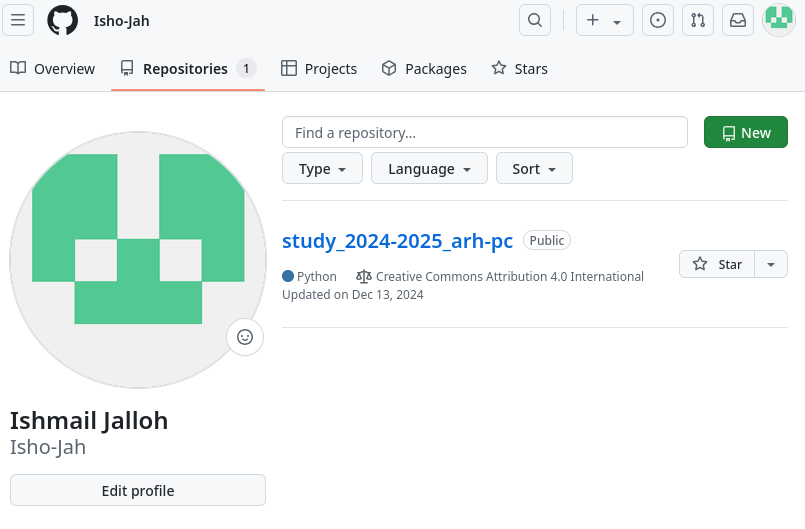 Isho-Jah
Overview Repositories 1 Projects Packages Stars
Find a repository... New
Type Language Sort
study_2024-2025_arh-pc Public
Star
Python Creative Commons Attribution 4.0 International
Updated on Dec 13, 2024
Ishmail Jalloh
Isho-Jah
Edit profile